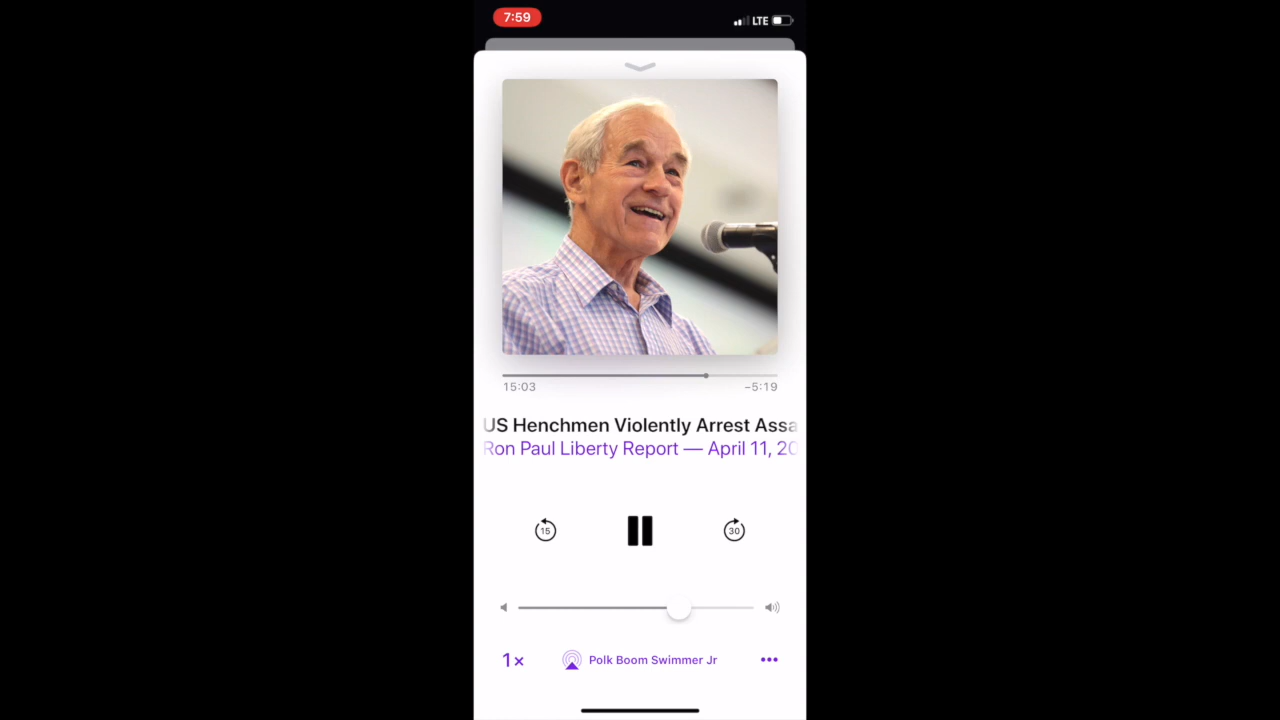 7:59
LTE
15:03
–5:19
US Henchmen Violently Arrest Assa
Ron Paul Liberty Report — April 11, 20
15
30
1×
Polk Boom Swimmer Jr